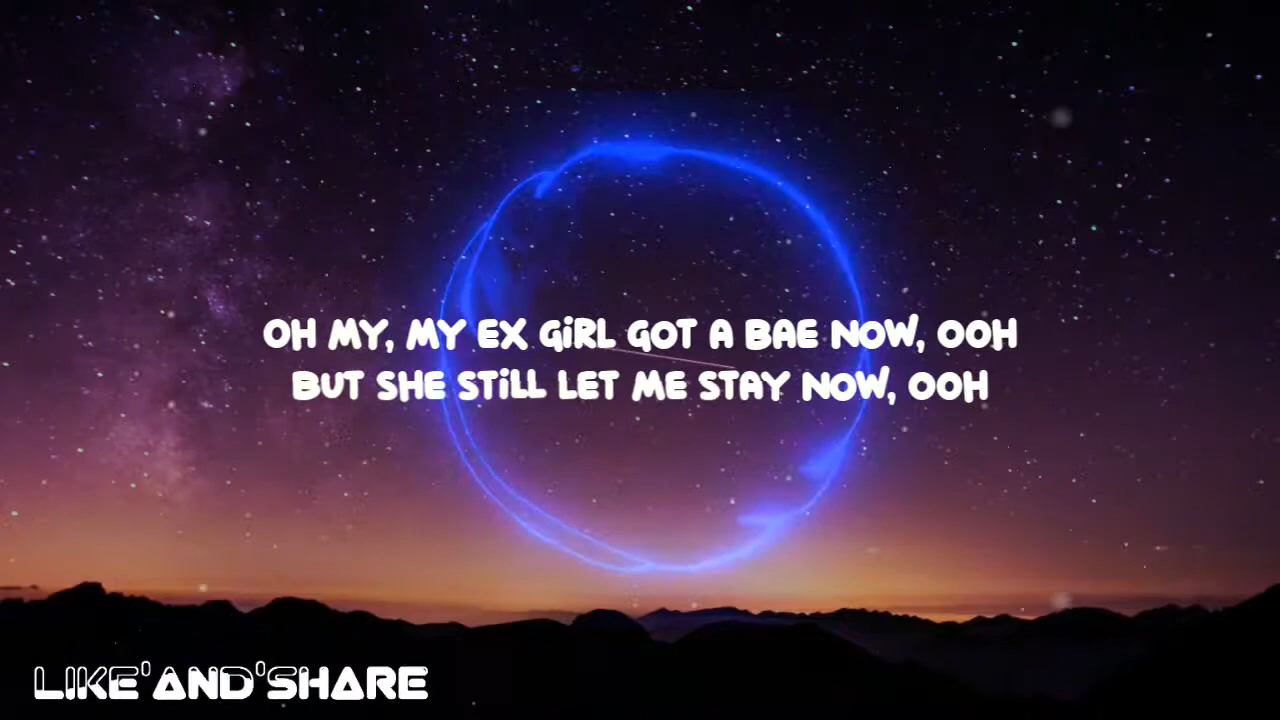 OH MY, MY EX GiRL GOT A BAE NOW, OOH
BUT SHE STiLL LET ME STAY NOW, OOH
LIKE'AND'SHARE